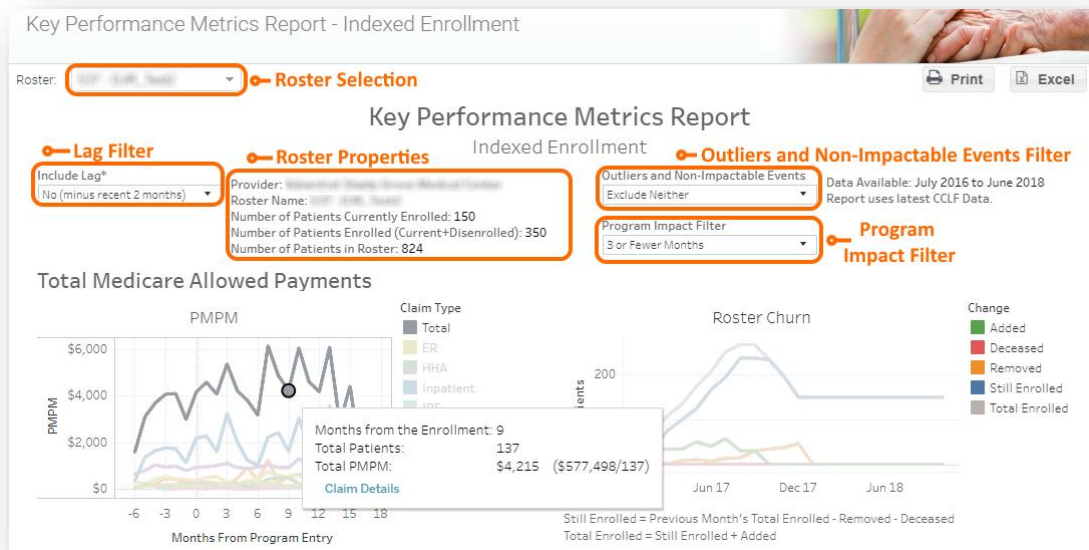 Key Performance Metrics Report - Indexed Enrollment
Roster:
Roster Selection
Print
Excel
Key Performance Metrics Report
Indexed Enrollment
Lag Filter
Include Lag*
No (minus recent 2 months)
Roster Properties
Provider:
Roster Name:
Number of Patients Currently Enrolled: 150
Number of Patients Enrolled (Current+Disenrolled): 350
Number of Patients in Roster: 824
Outliers and Non-Impactable Events Filter
Outliers and Non-Impactable Events
Exclude Neither
Data Available: July 2016 to June 2018
Report uses latest CCLF Data.
Program Impact Filter
3 or Fewer Months
Program
Impact Filter
Total Medicare Allowed Payments
PMPM
$6,000
$4,000
$2,000
$0
PMPM
-6 -3 0 3 6 9 12 15 18
Months From Program Entry
Claim Type
Total
ER
HHA
Inpatient
Months from the Enrollment: 9
Total Patients: 137
Total PMPM: $4,215 ($577,498/137)
Claim Details
Roster Churn
200
Jun 17 Dec 17 Jun 18
Change
Added
Deceased
Removed
Still Enrolled
Total Enrolled
Still Enrolled = Previous Month's Total Enrolled - Removed - Deceased
Total Enrolled = Still Enrolled + Added